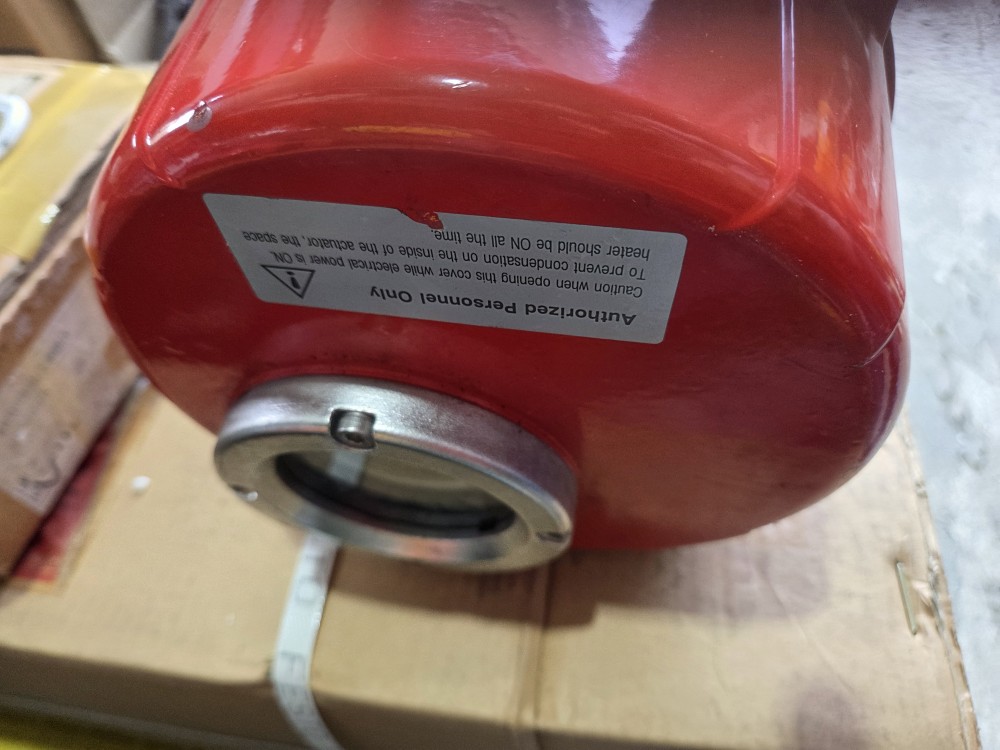 Authorized Personnel Only
Caution when opening this cover while electrical power is ON.
To prevent condensation on the inside of the actuator, the space
heater should be ON all the time.